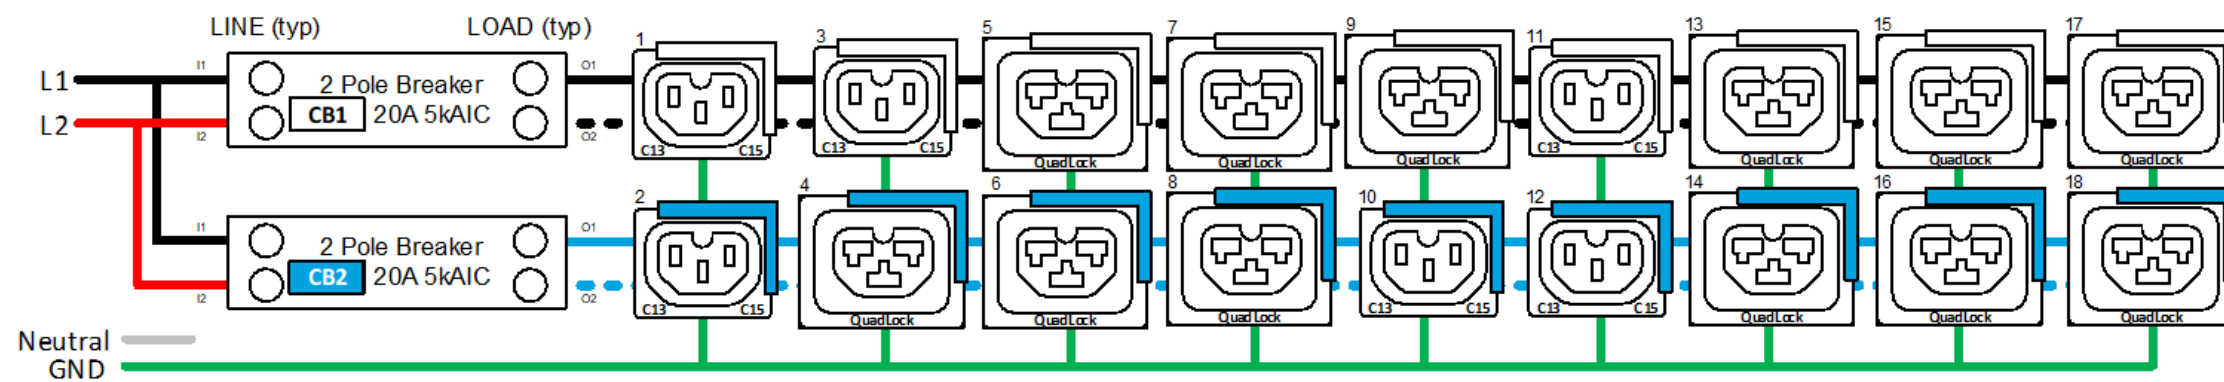 LINE (typ) LOAD (typ)
1 3 5 7 9 11 13 15 17
L1 I1 2 Pole Breaker O1
L2 CB1 20A 5kAIC O2
I2
C13 C15 C13 C15 QuadLock QuadLock QuadLock C13 C15 QuadLock QuadLock QuadLock
2 4 6 8 10 12 14 16 18
I1 2 Pole Breaker O1
CB2 20A 5kAIC
I2 O2
C13 C15 QuadLock QuadLock QuadLock C13 C15 C13 C15 QuadLock QuadLock QuadLock
Neutral
GND